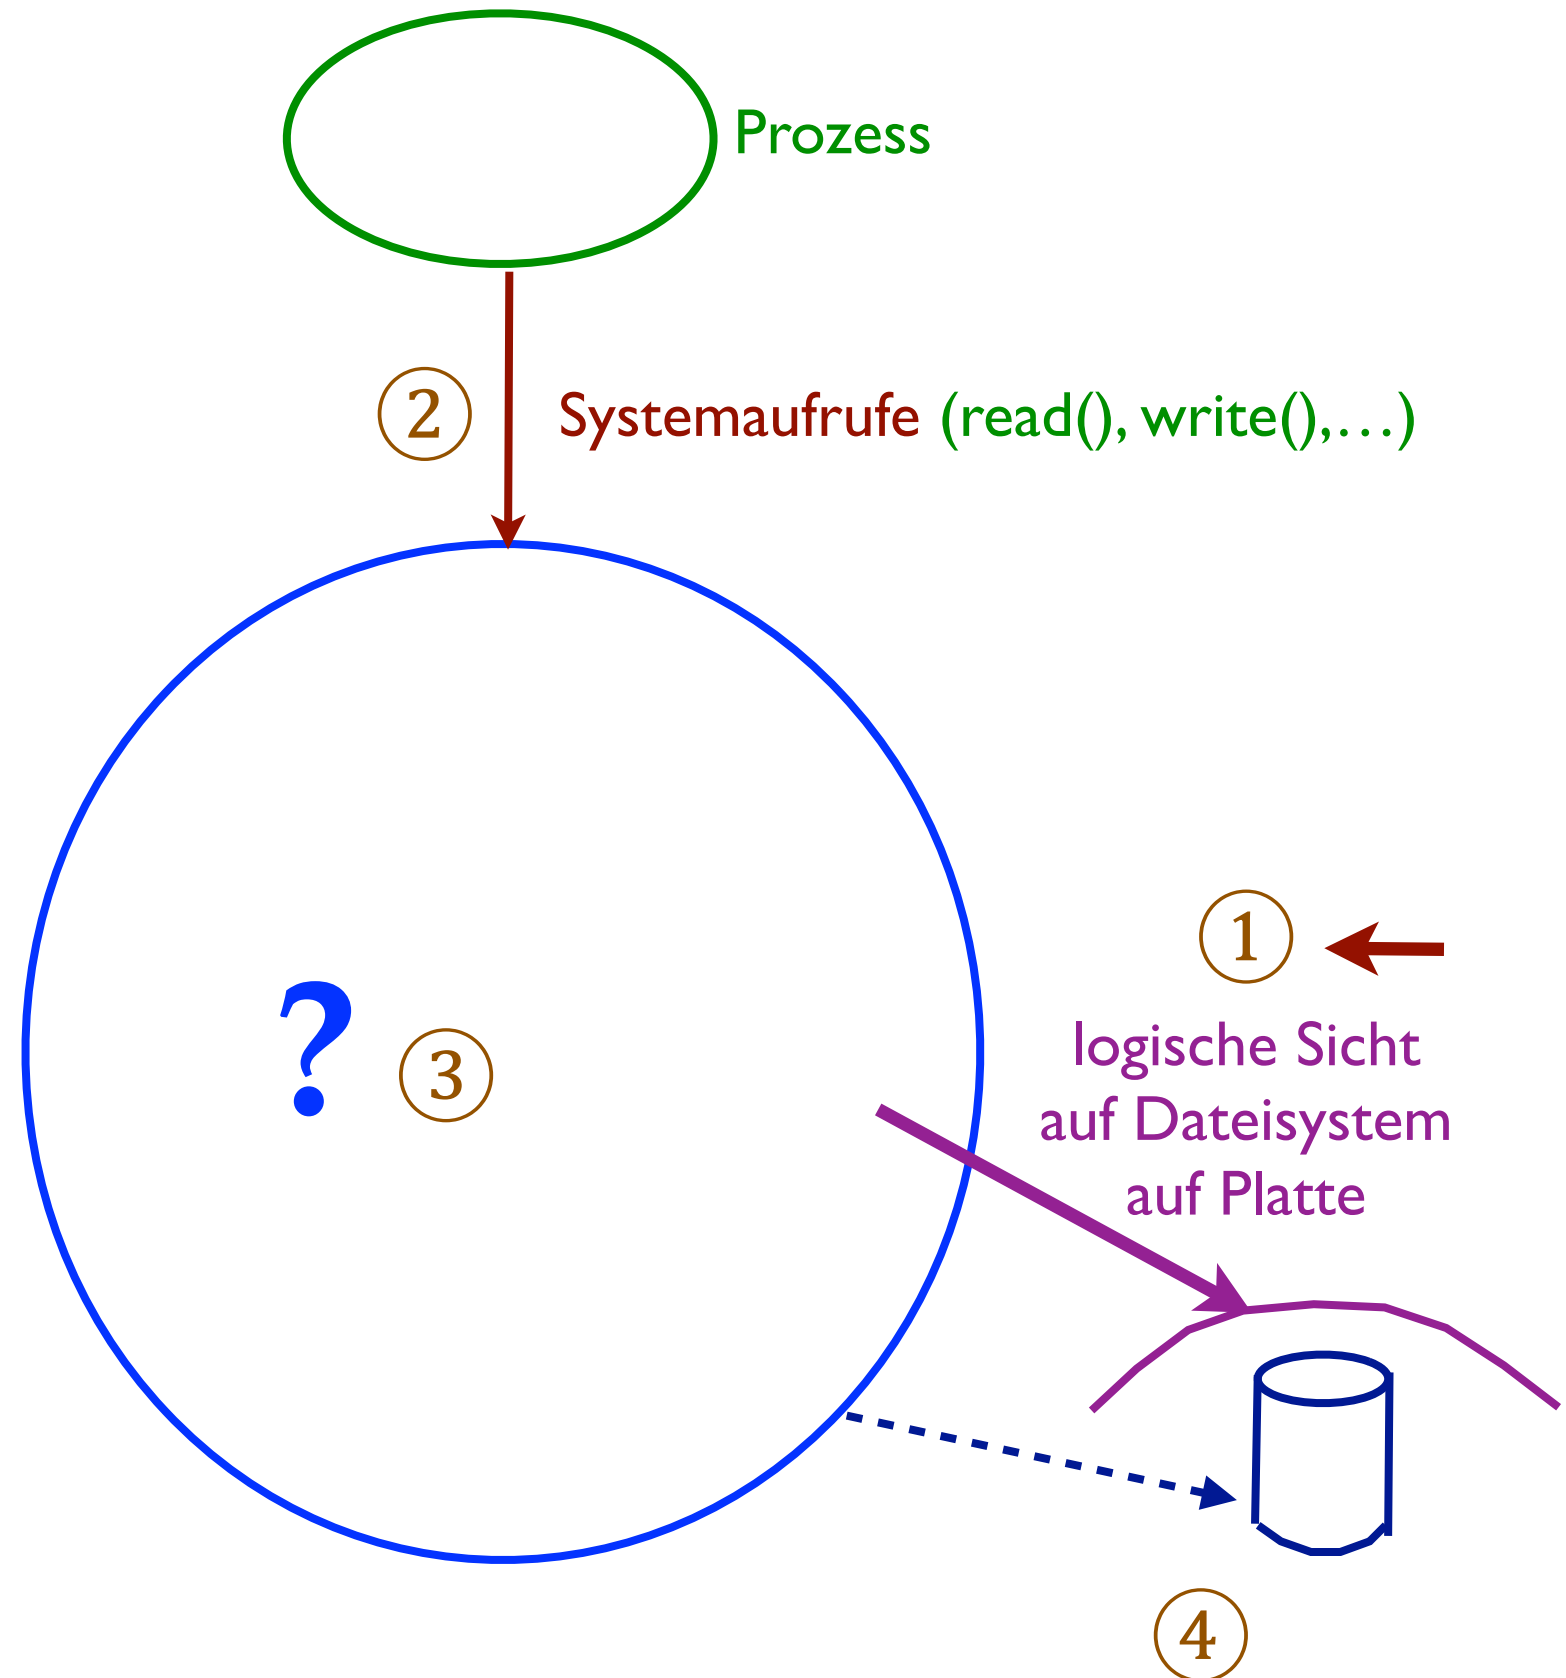 Prozess
② Systemaufrufe (read(), write(),…)
①
? ③
logische Sicht
auf Dateisystem
auf Platte
④